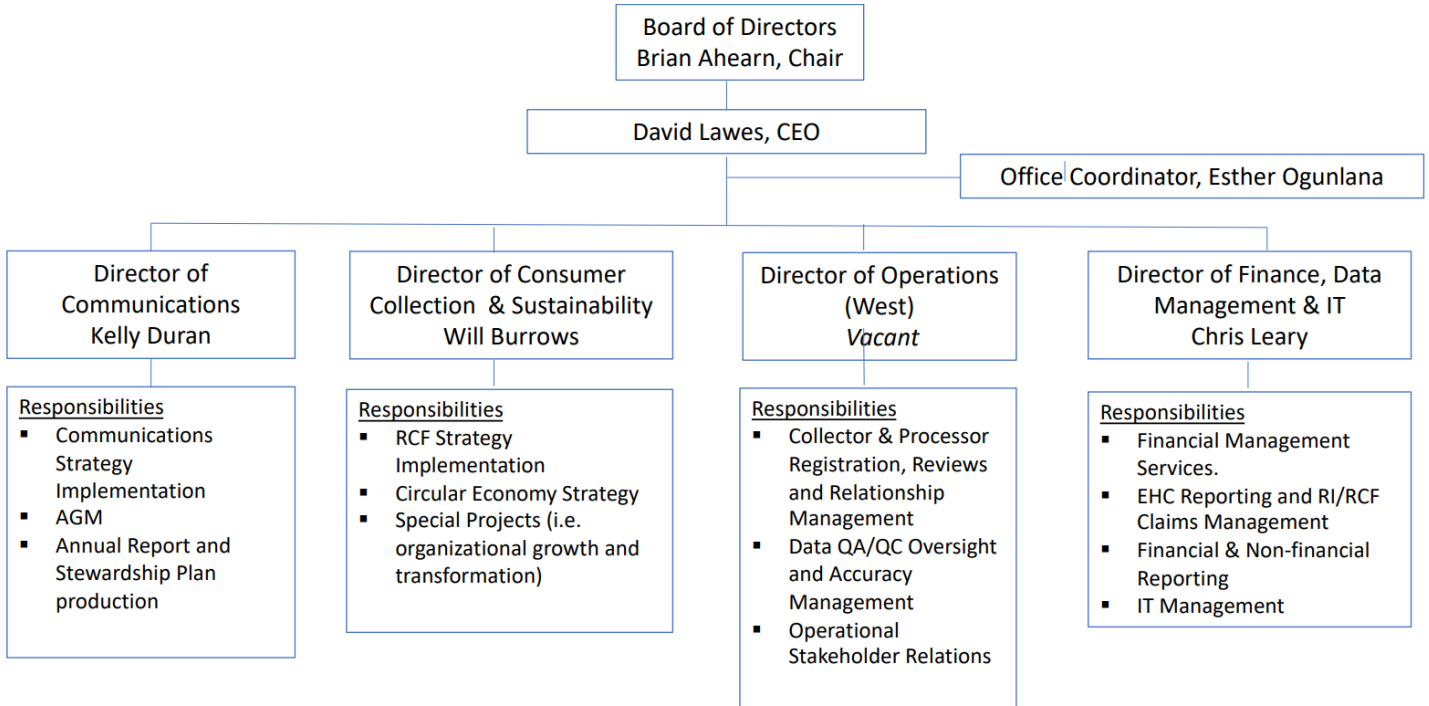 Board of Directors
Brian Ahearn, Chair
David Lawes, CEO
Office Coordinator, Esther Ogunlana
Director of
Communications
Kelly Duran
Director of Consumer
Collection & Sustainability
Will Burrows
Director of Operations
(West)
Vacant
Director of Finance, Data
Management & IT
Chris Leary
Responsibilities
▪ Communications
Strategy
Implementation
▪ AGM
▪ Annual Report and
Stewardship Plan
production
Responsibilities
▪ RCF Strategy
Implementation
▪ Circular Economy Strategy
▪ Special Projects (i.e.
organizational growth and
transformation)
Responsibilities
▪ Collector & Processor
Registration, Reviews
and Relationship
Management
▪ Data QA/QC Oversight
and Accuracy
Management
▪ Operational
Stakeholder Relations
Responsibilities
▪ Financial Management
Services.
▪ EHC Reporting and RI/RCF
Claims Management
▪ Financial & Non-financial
Reporting
▪ IT Management